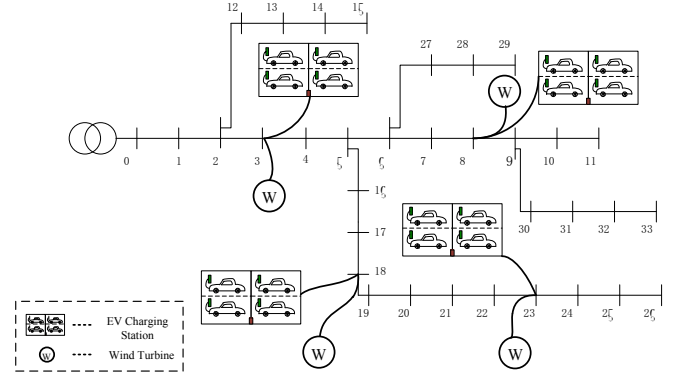 12 13 14 15
27 28 29
W
0 1 2 3 4 5 6 7 8 9 10 11
W
16
17
30 31 32 33
18
19 20 21 22 23 24 25 26
EV Charging
Station
W
W
W Wind Turbine